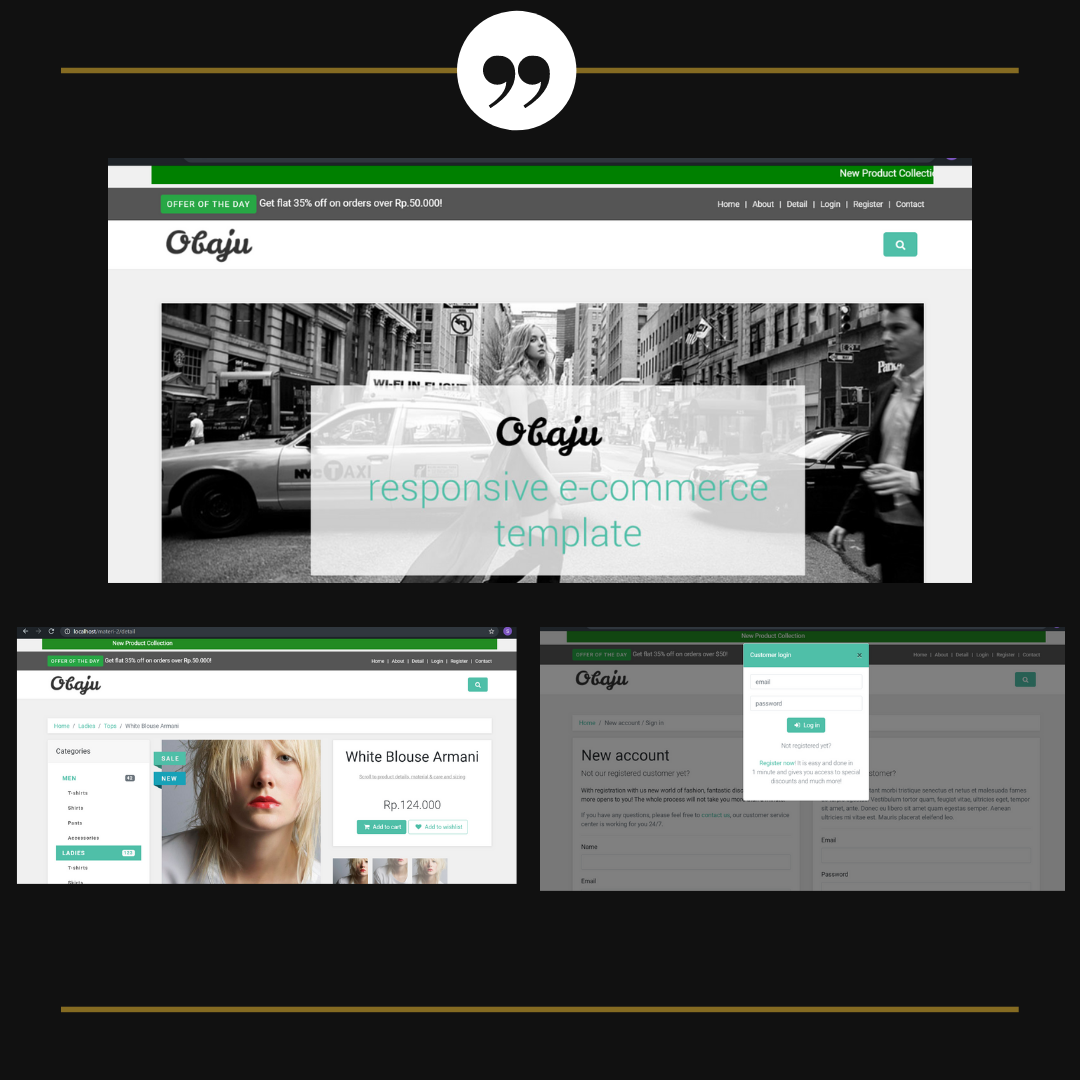 ”
New Product Collecti
OFFER OF THE DAY Get flat 35% off on orders over Rp.50.000!
Home | About | Detail | Login | Register | Contact
Obaju
WI-FI IN-FLIGHT
NYC TAXI
Obaju
responsive e-commerce
template
localhost/materi-2/detail
New Product Collection
OFFER OF THE DAY Get flat 35% off on orders over Rp.50.000!
Home | About | Detail | Login | Register | Contact
Obaju
Home / Ladies / Tops / White Blouse Armani
Categories
MEN 42
T-shirts
Shirts
Pants
Accessories
LADIES 123
T-shirts
Skirts
SALE
NEW
White Blouse Armani
Scroll to product details, material & care and sizing
Rp.124.000
Add to cart
Add to wishlist
New Product Collection
OFFER OF THE DAY Get flat 35% off on orders over $50!
Home | About | Detail | Login | Register | Contact
Obaju
Home / New account / Sign in
New account
Not our registered customer yet?
With registration with us new world of fashion, fantastic
more opens to you! The whole process will not take you
If you have any questions, please feel free to contact us, our customer service
center is working for you 24/7.
Name
Email
Customer login ×
email
password
Log in
Not registered yet?
Register now! It is easy and done in
1 minute and gives you access to special
discounts and much more!
morbi tristique senectus et netus et malesuada fames
Vestibulum tortor quam, feugiat vitae, ultricies eget, tempor
sit amet, ante. Donec eu libero sit amet quam egestas semper. Aenean
ultricies mi vitae est. Mauris placerat eleifend leo.
Email
Password